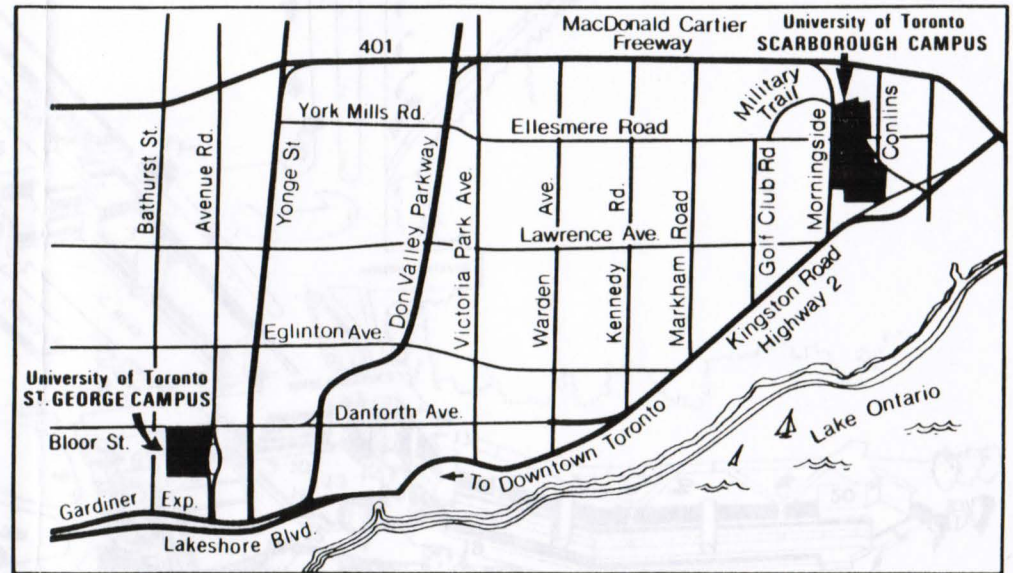 MacDonald Cartier
Freeway
University of Toronto
SCARBOROUGH CAMPUS
401
York Mills Rd.
Ellesmere Road
Military
Trail
Conlins
Bathurst St.
Avenue Rd.
Yonge St.
Don Valley Parkway
Victoria Park Ave.
Warden Ave.
Kennedy Rd.
Markham Road
Golf Club Rd
Morningside
Lawrence Ave.
Eglinton Ave.
Kingston Road
Highway 2
University of Toronto
ST. GEORGE CAMPUS
Danforth Ave.
Bloor St.
To Downtown Toronto
Lake Ontario
Gardiner Exp.
Lakeshore Blvd.